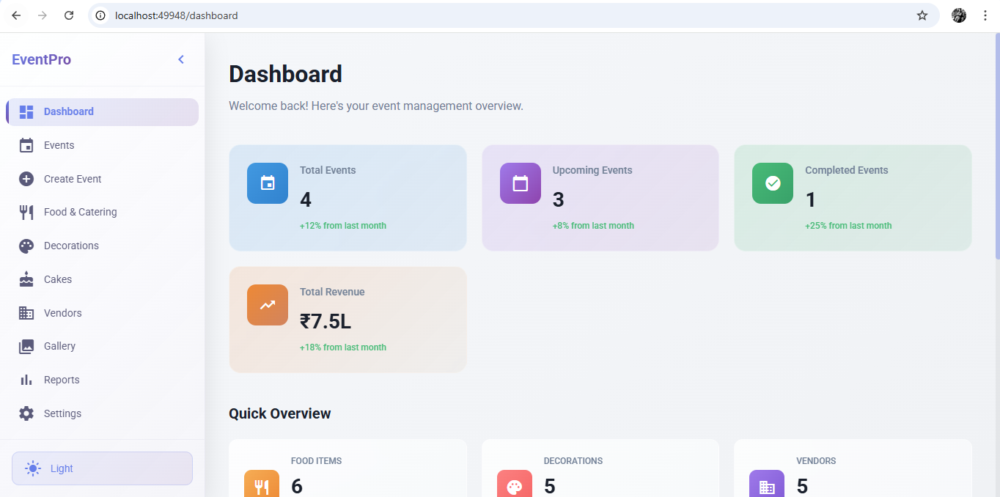 localhost:49948/dashboard
EventPro
Dashboard
Events
Create Event
Food & Catering
Decorations
Cakes
Vendors
Gallery
Reports
Settings
Light
Dashboard
Welcome back! Here's your event management overview.
Total Events
4
+12% from last month
Upcoming Events
3
+8% from last month
Completed Events
1
+25% from last month
Total Revenue
₹7.5L
+18% from last month
Quick Overview
FOOD ITEMS
6
DECORATIONS
5
VENDORS
5